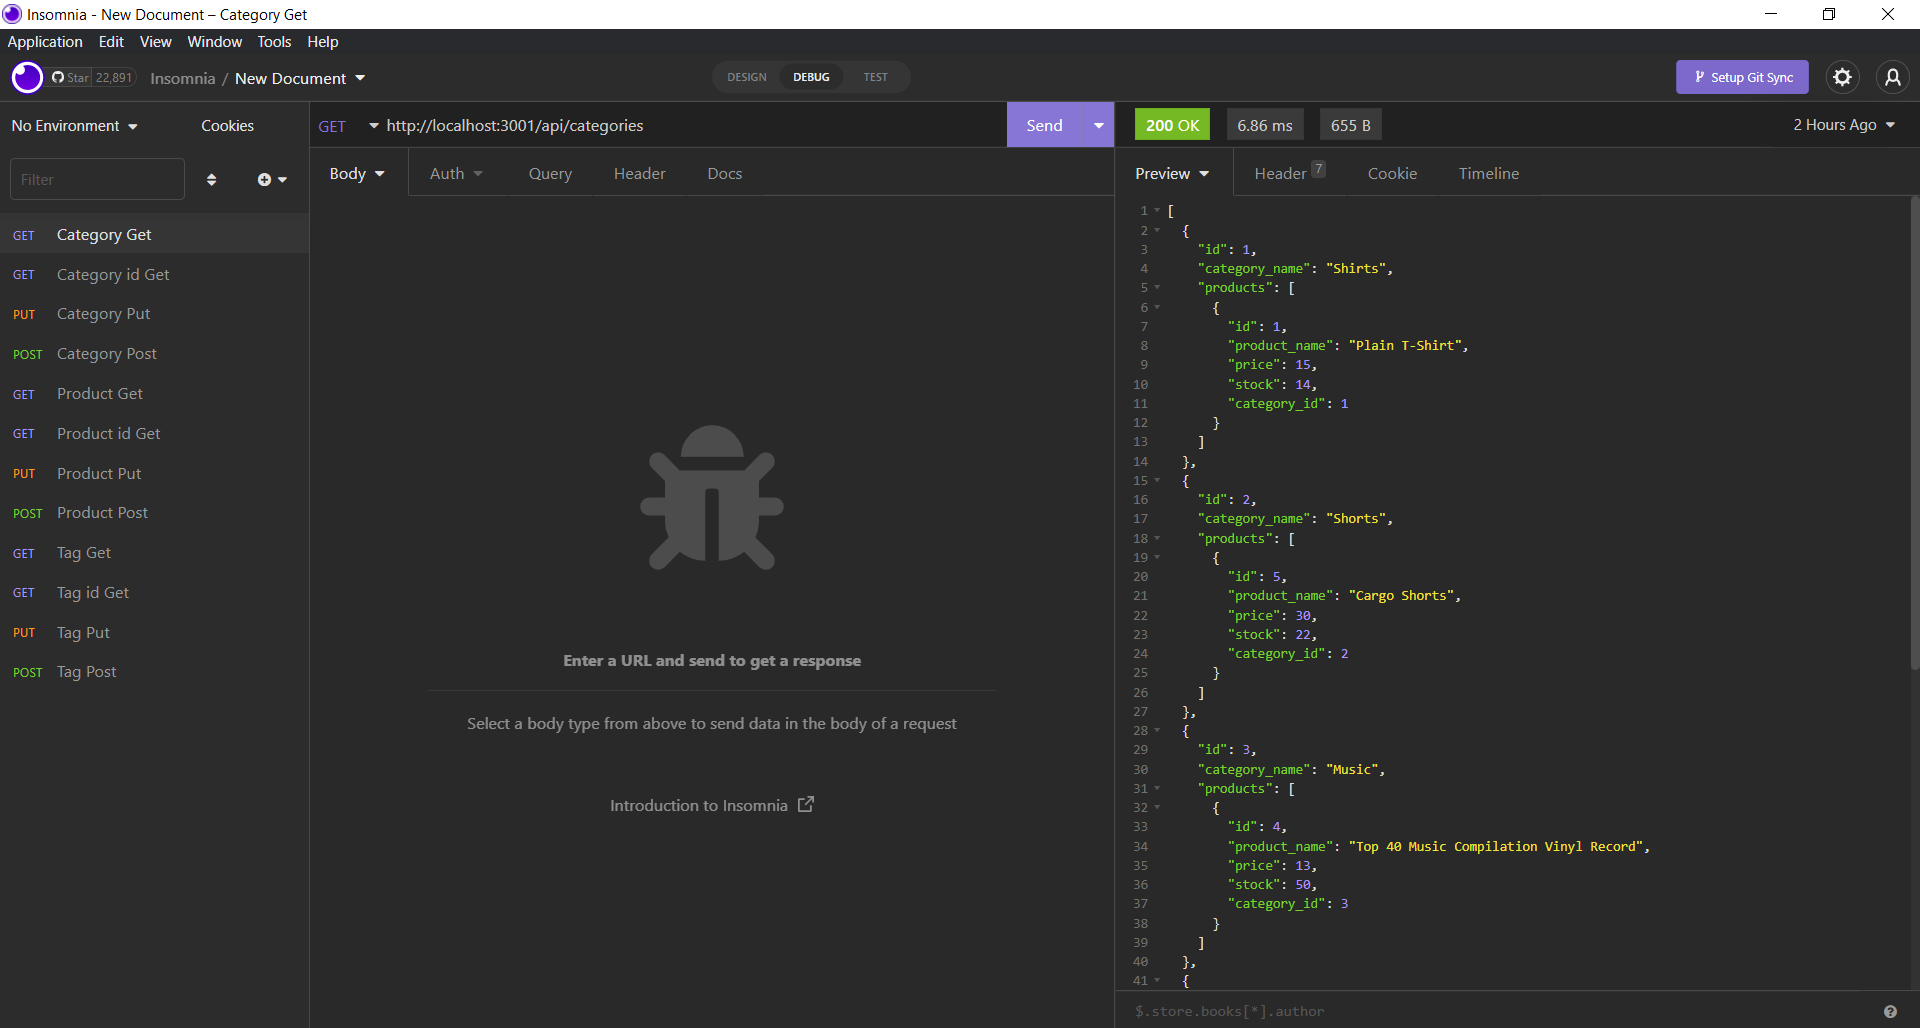 Insomnia - New Document – Category Get
Application Edit View Window Tools Help
Star 22,891 Insomnia / New Document DESIGN DEBUG TEST Setup Git Sync
No Environment Cookies
GET http://localhost:3001/api/categories Send 200 OK 6.86 ms 655 B 2 Hours Ago
Filter
Body Auth Query Header Docs
Preview Header 7 Cookie Timeline
GET Category Get
GET Category id Get
PUT Category Put
POST Category Post
GET Product Get
GET Product id Get
PUT Product Put
POST Product Post
GET Tag Get
GET Tag id Get
PUT Tag Put
POST Tag Post
Enter a URL and send to get a response
Select a body type from above to send data in the body of a request
Introduction to Insomnia
1 [
2 {
3 "id": 1,
4 "category_name": "Shirts",
5 "products": [
6 {
7 "id": 1,
8 "product_name": "Plain T-Shirt",
9 "price": 15,
10 "stock": 14,
11 "category_id": 1
12 }
13 ]
14 },
15 {
16 "id": 2,
17 "category_name": "Shorts",
18 "products": [
19 {
20 "id": 5,
21 "product_name": "Cargo Shorts",
22 "price": 30,
23 "stock": 22,
24 "category_id": 2
25 }
26 ]
27 },
28 {
29 "id": 3,
30 "category_name": "Music",
31 "products": [
32 {
33 "id": 4,
34 "product_name": "Top 40 Music Compilation Vinyl Record",
35 "price": 13,
36 "stock": 50,
37 "category_id": 3
38 }
39 ]
40 },
41 {
$.store.books[*].author